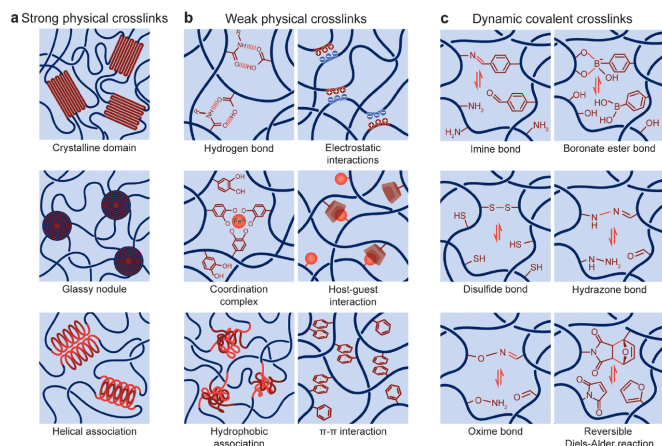 a Strong physical crosslinks
b Weak physical crosslinks
c Dynamic covalent crosslinks
Crystalline domain
Hydrogen bond
Electrostatic
interactions
Imine bond
Boronate ester bond
Glassy nodule
Coordination
complex
Host-guest
interaction
Disulfide bond
Hydrazone bond
Helical association
Hydrophobic
association
π-π interaction
Oxime bond
Reversible
Diels-Alder reaction